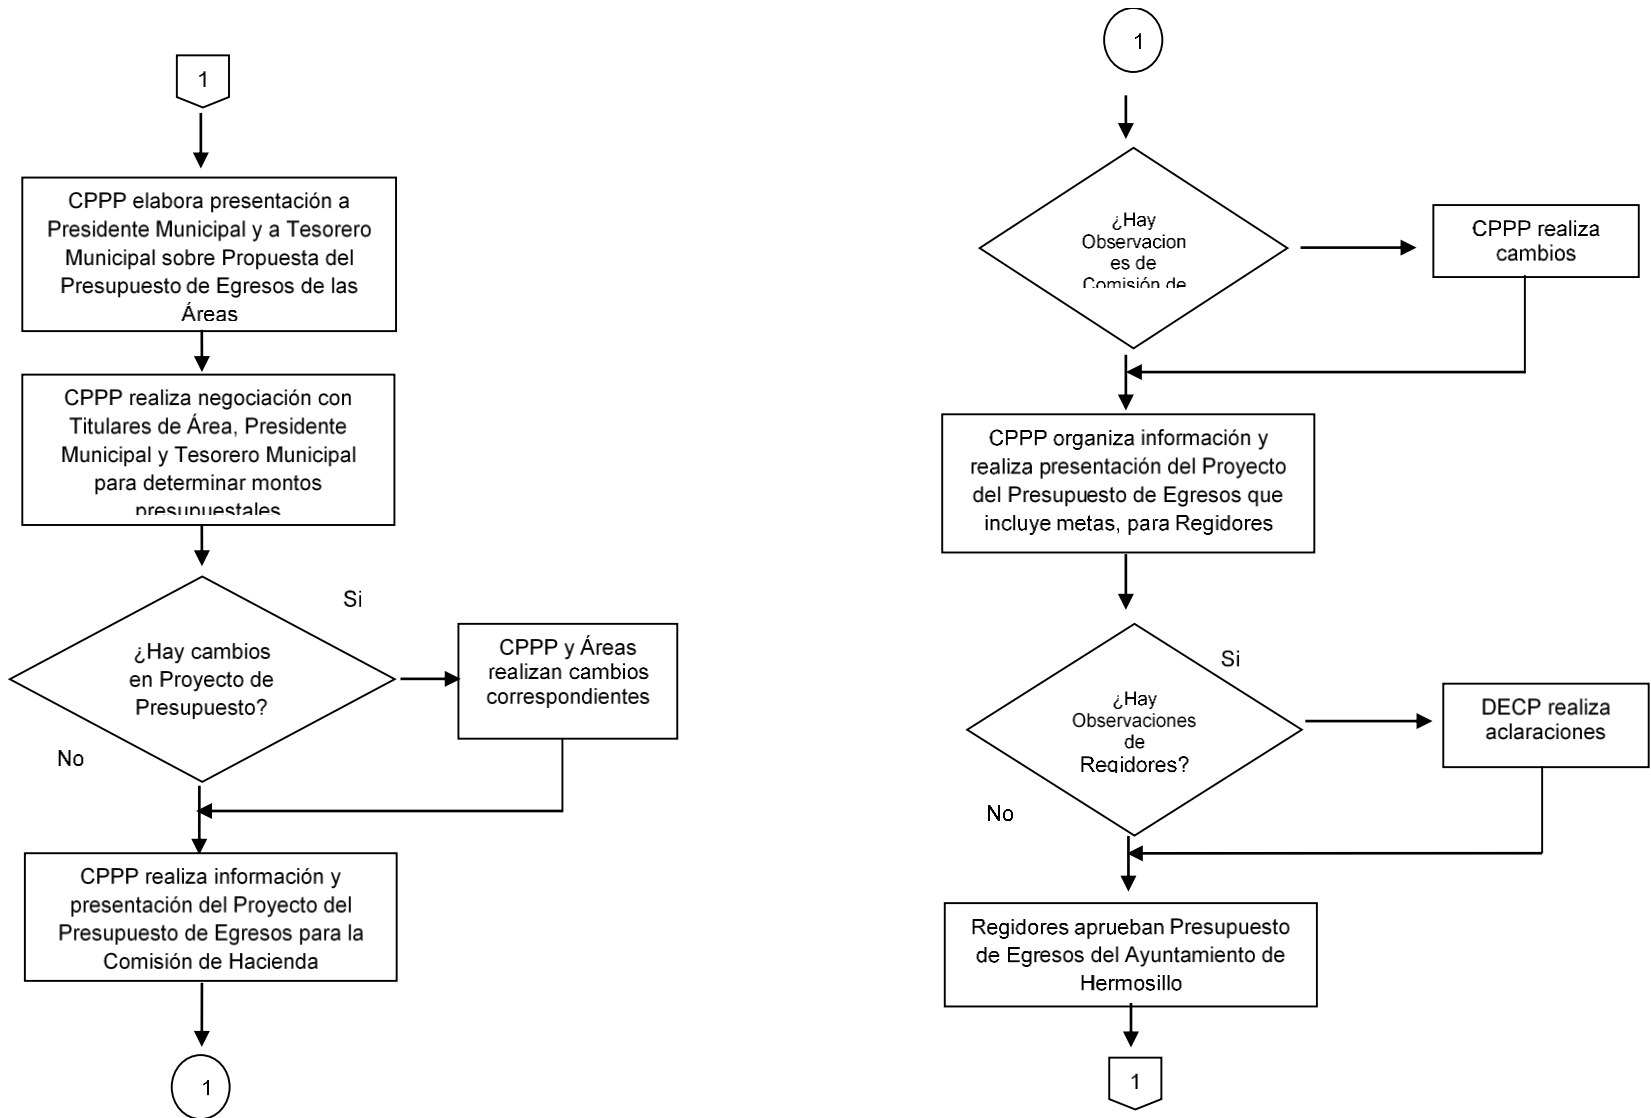 1
CPPP elabora presentación a
Presidente Municipal y a Tesorero
Municipal sobre Propuesta del
Presupuesto de Egresos de las
Áreas
CPPP realiza negociación con
Titulares de Área, Presidente
Municipal y Tesorero Municipal
para determinar montos
presupuestales
Si
¿Hay cambios
en Proyecto de
Presupuesto?
CPPP y Áreas
realizan cambios
correspondientes
No
CPPP realiza información y
presentación del Proyecto del
Presupuesto de Egresos para la
Comisión de Hacienda
1
1
¿Hay
Observacion
es de
Comisión de
CPPP realiza
cambios
CPPP organiza información y
realiza presentación del Proyecto
del Presupuesto de Egresos que
incluye metas, para Regidores
Si
¿Hay
Observaciones
de
Regidores?
DECP realiza
aclaraciones
No
Regidores aprueban Presupuesto
de Egresos del Ayuntamiento de
Hermosillo
1